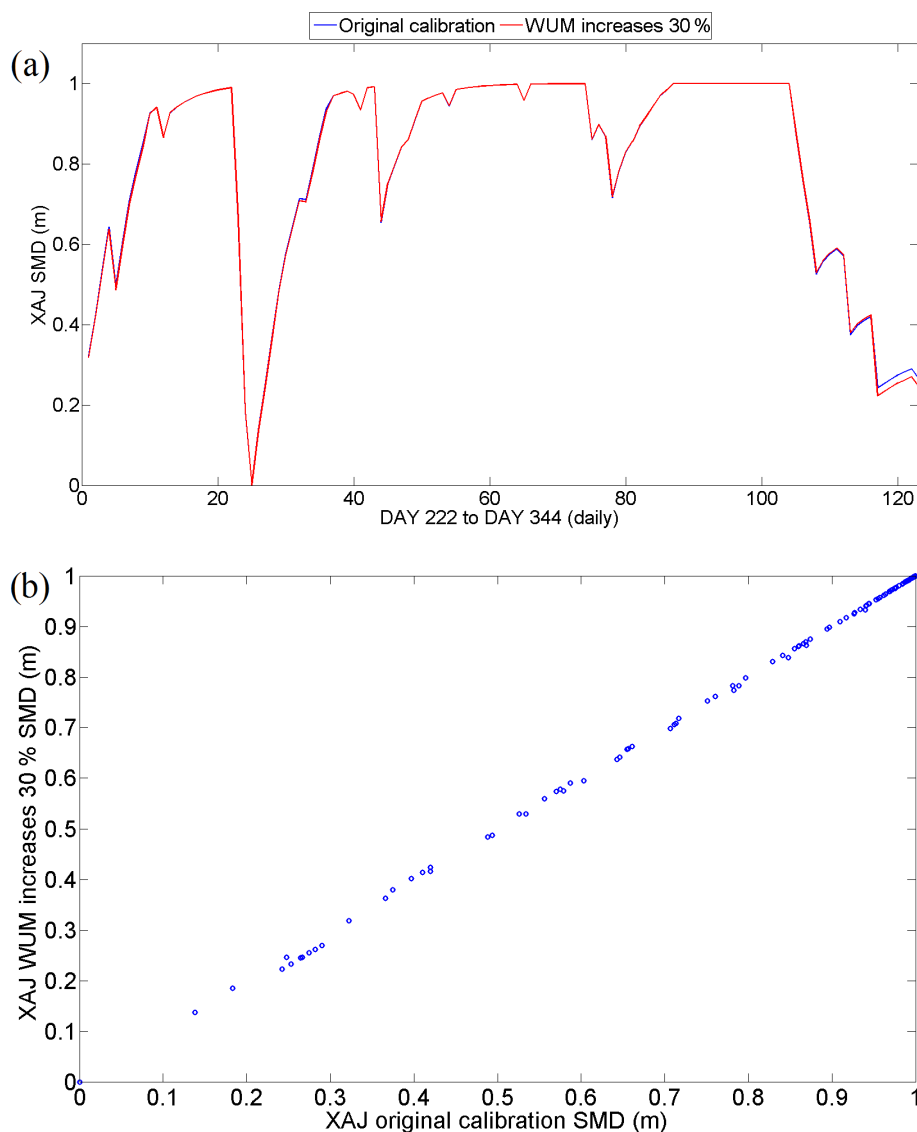 Original calibration WUM increases 30 %
(a)
XAJ SMD (m)
1
0.8
0.6
0.4
0.2
0
0 20 40 60 80 100 120
DAY 222 to DAY 344 (daily)
(b)
XAJ WUM increases 30 % SMD (m)
1
0.9
0.8
0.7
0.6
0.5
0.4
0.3
0.2
0.1
0
0 0.1 0.2 0.3 0.4 0.5 0.6 0.7 0.8 0.9 1
XAJ original calibration SMD (m)